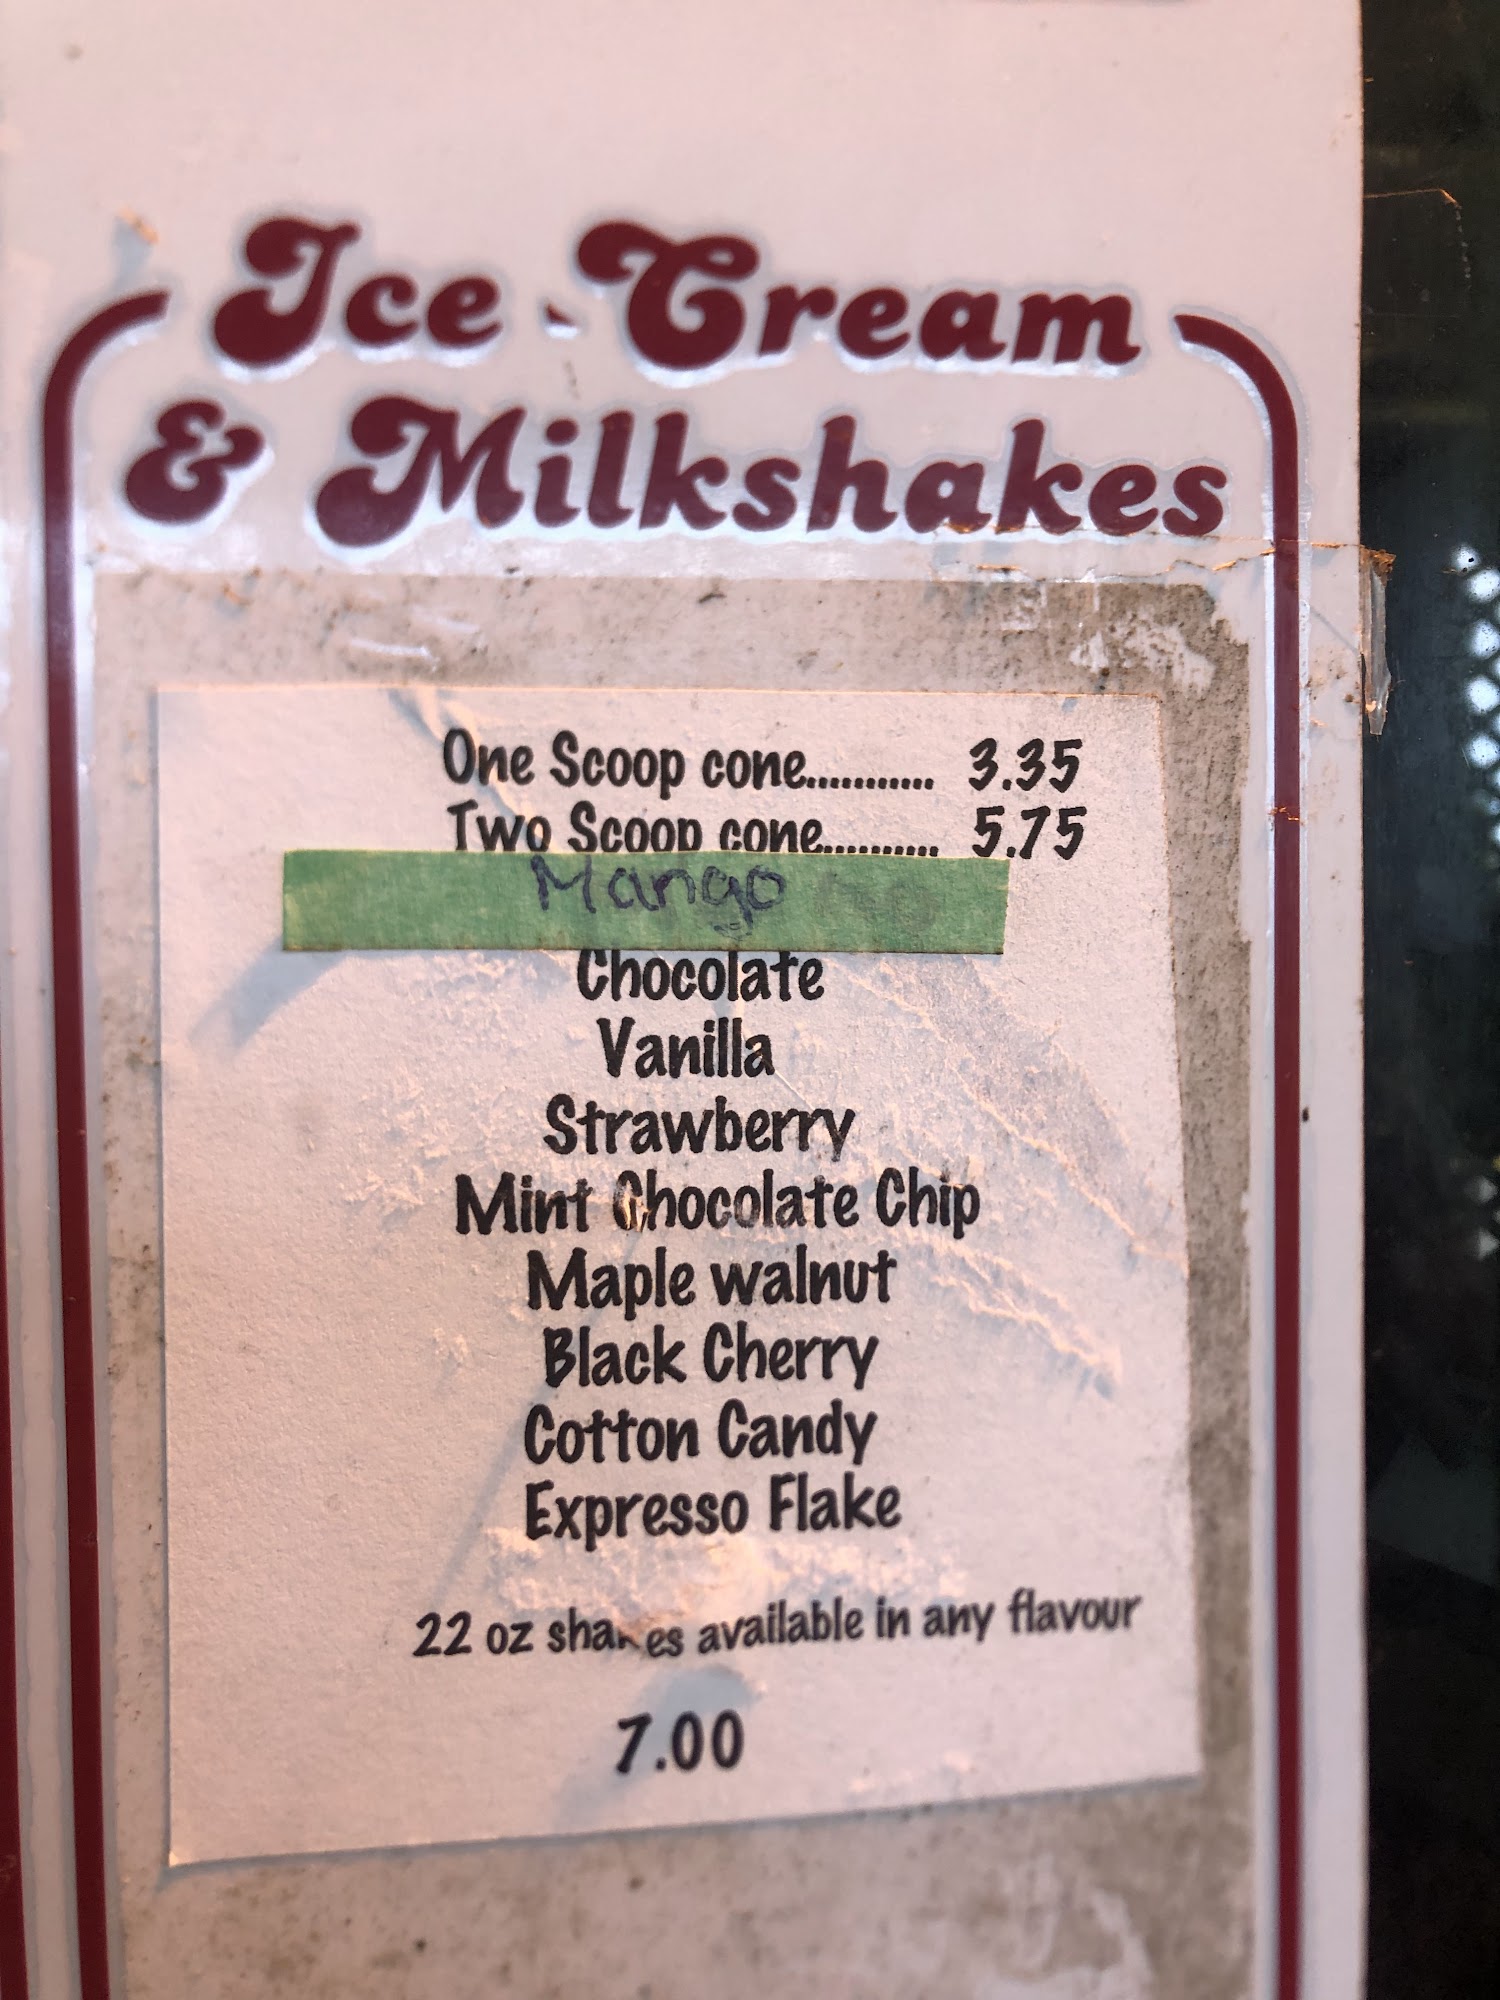 Ice Cream
& Milkshakes
One Scoop cone........... 3.35
Two Scoop cone.......... 5.75
Mango
Chocolate
Vanilla
Strawberry
Mint Chocolate Chip
Maple walnut
Black Cherry
Cotton Candy
Expresso Flake
22 oz shakes available in any flavour
7.00